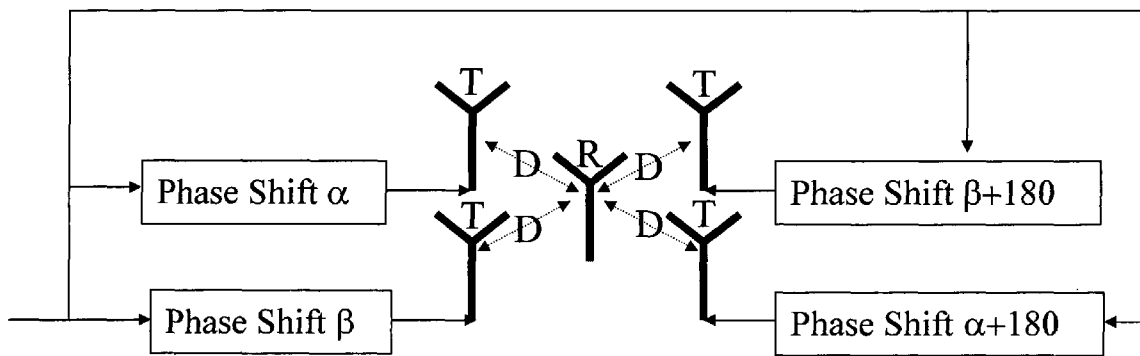 T
T
R
D
D
Phase Shift α
Phase Shift β+180
T
T
D
D
Phase Shift β
Phase Shift α+180